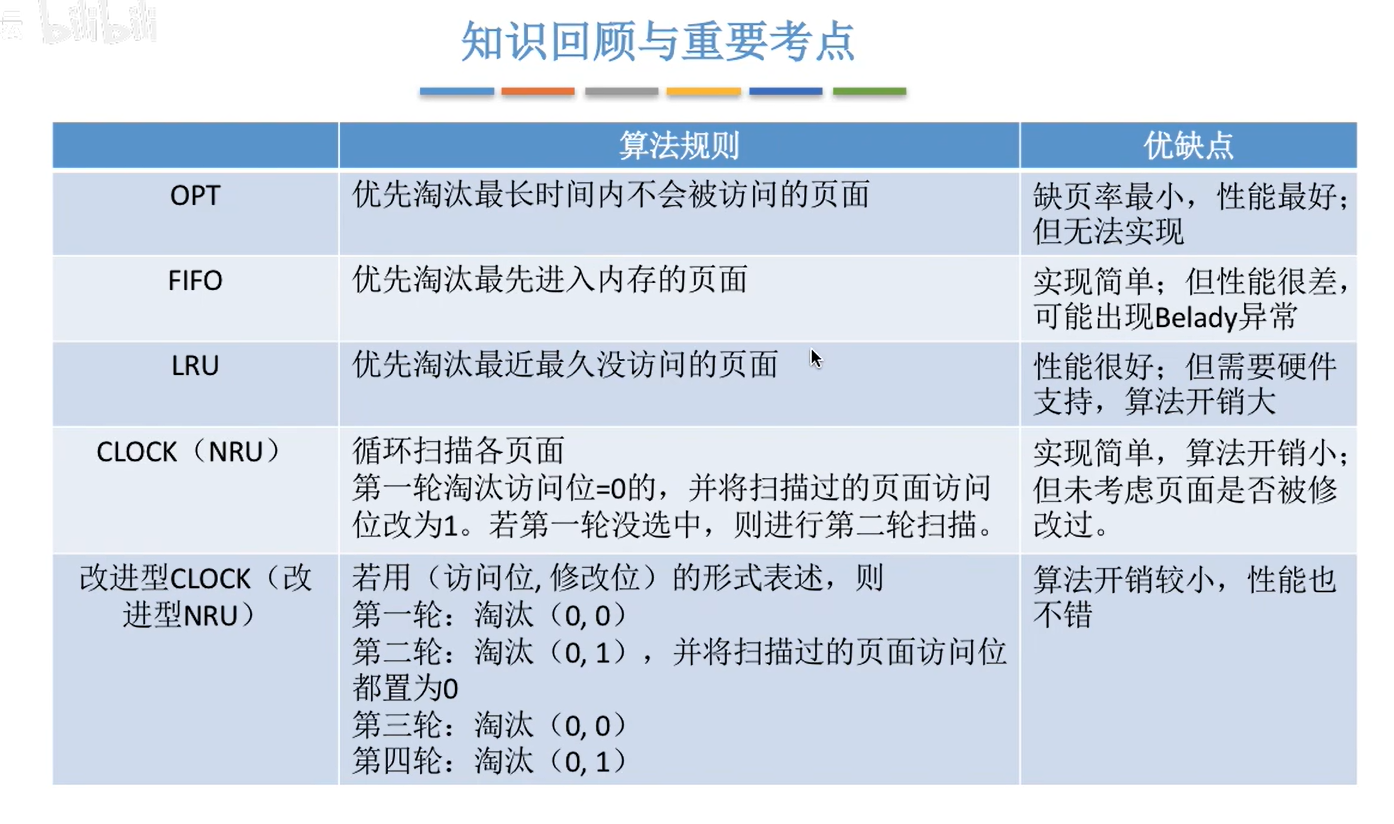 bilibili
知识回顾与重要考点
算法规则
优缺点
OPT
优先淘汰最长时间内不会被访问的页面
缺页率最小，性能最好；
但无法实现
FIFO
优先淘汰最先进入内存的页面
实现简单；但性能很差，
可能出现Belady异常
LRU
优先淘汰最近最久没访问的页面
性能很好；但需要硬件
支持，算法开销大
CLOCK（NRU）
循环扫描各页面
第一轮淘汰访问位=0的，并将扫描过的页面访问
位改为1。若第一轮没选中，则进行第二轮扫描。
实现简单，算法开销小；
但未考虑页面是否被修
改过。
改进型CLOCK（改
进型NRU）
若用（访问位, 修改位）的形式表述，则
第一轮：淘汰（0, 0）
第二轮：淘汰（0, 1），并将扫描过的页面访问位
都置为0
第三轮：淘汰（0, 0）
第四轮：淘汰（0, 1）
算法开销较小，性能也
不错